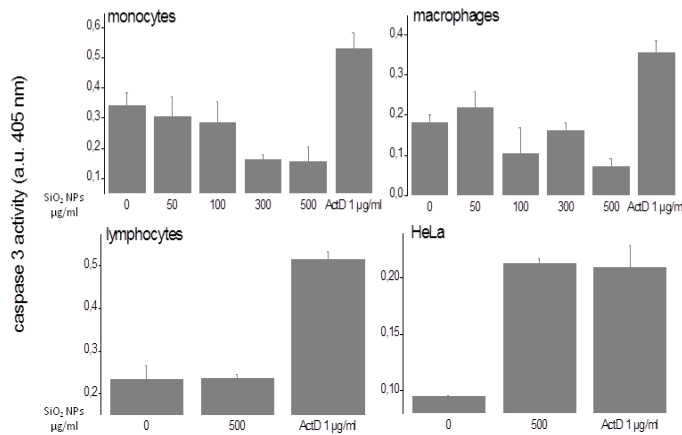 caspase 3 activity (a.u. 405 nm)
monocytes
0,6
0,5
0,4
0,3
0,2
0,1
SiO₂ NPs
µg/ml
0 50 100 300 500 ActD 1 µg/ml
macrophages
0,4
0,3
0,2
0,1
0,0
0 50 100 300 500 ActD 1 µg/ml
lymphocytes
0,5
0,4
0,3
0,2
SiO₂ NPs
µg/ml
0 500 ActD 1 µg/ml
HeLa
0,20
0,15
0,10
0 500 ActD 1 µg/ml